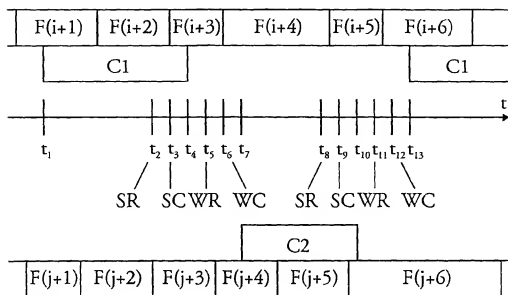 F(i+1) F(i+2) F(i+3) F(i+4) F(i+5) F(i+6)
C1 C1
t
t₁ t₂ t₃ t₄ t₅ t₆ t₇ t₈ t₉ t₁₀ t₁₁ t₁₂ t₁₃
SR SC WR WC SR SC WR WC
C2
F(j+1) F(j+2) F(j+3) F(j+4) F(j+5) F(j+6)